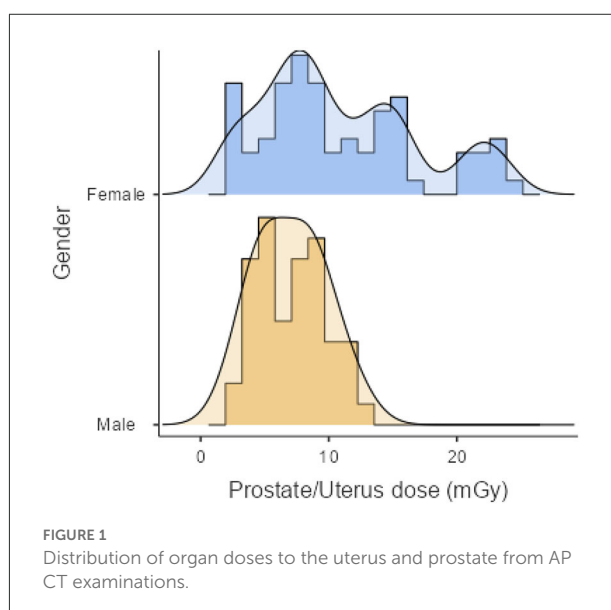 Gender
Female
Male
0 10 20
Prostate/Uterus dose (mGy)
FIGURE 1
Distribution of organ doses to the uterus and prostate from AP
CT examinations.